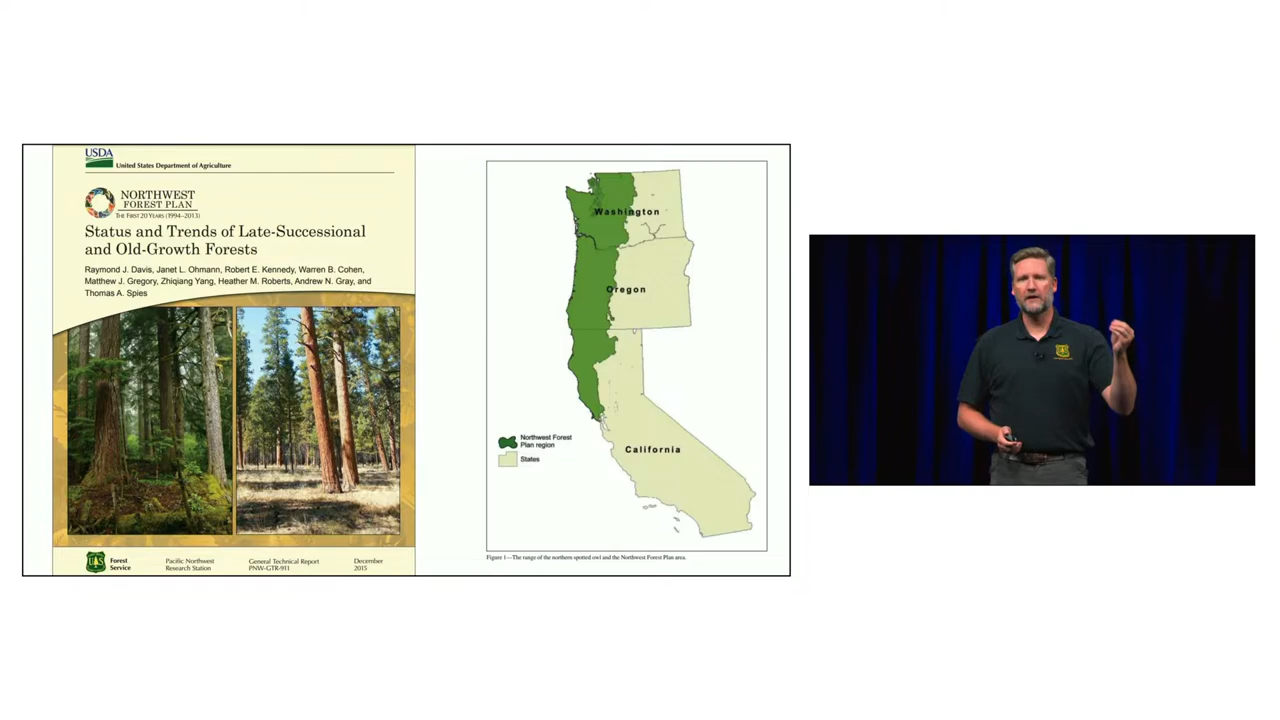 USDA
United States Department of Agriculture
NORTHWEST
FOREST PLAN
THE FIRST 20 YEARS (1994–2013)
Status and Trends of Late-Successional
and Old-Growth Forests
Raymond J. Davis, Janet L. Ohmann, Robert E. Kennedy, Warren B. Cohen,
Matthew J. Gregory, Zhiqiang Yang, Heather M. Roberts, Andrew N. Gray, and
Thomas A. Spies
Forest
Service
Pacific Northwest
Research Station
General Technical Report
PNW-GTR-911
December
2015
Washington
Oregon
California
Northwest Forest
Plan region
States
Figure 1—The range of the northern spotted owl and the Northwest Forest Plan area.